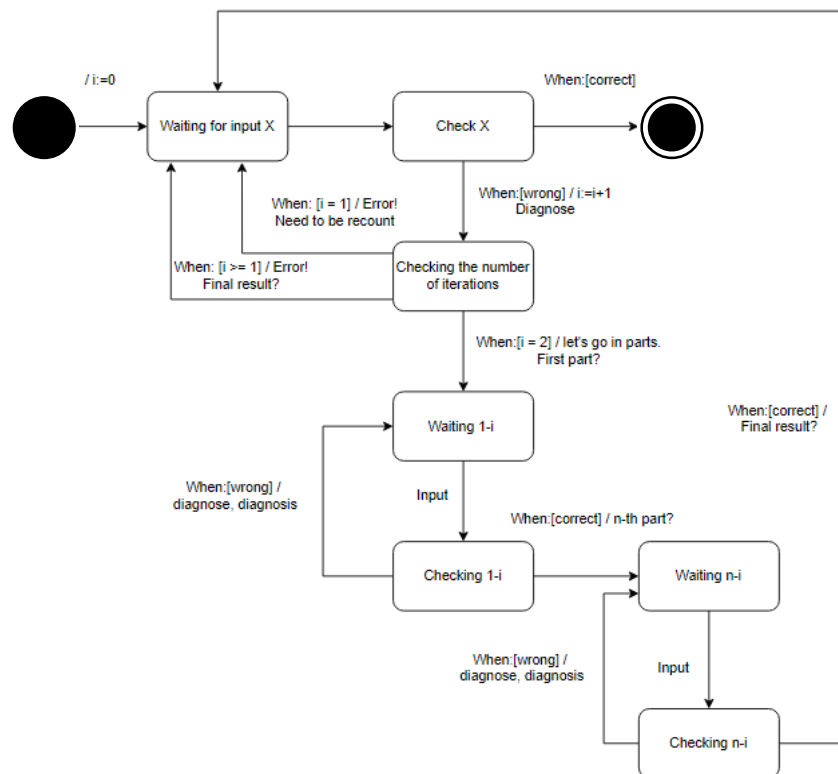 / i:=0
When:[correct]
Waiting for input X
Check X
When:[wrong] / i:=i+1
Diagnose
When: [i = 1] / Error!
Need to be recount
When: [i >= 1] / Error!
Final result?
Checking the number
of iterations
When:[i = 2] / let's go in parts.
First part?
Waiting 1-i
When:[correct] /
Final result?
When:[wrong] /
diagnose, diagnosis
Input
When:[correct] / n-th part?
Checking 1-i
Waiting n-i
When:[wrong] /
diagnose, diagnosis
Input
Checking n-i